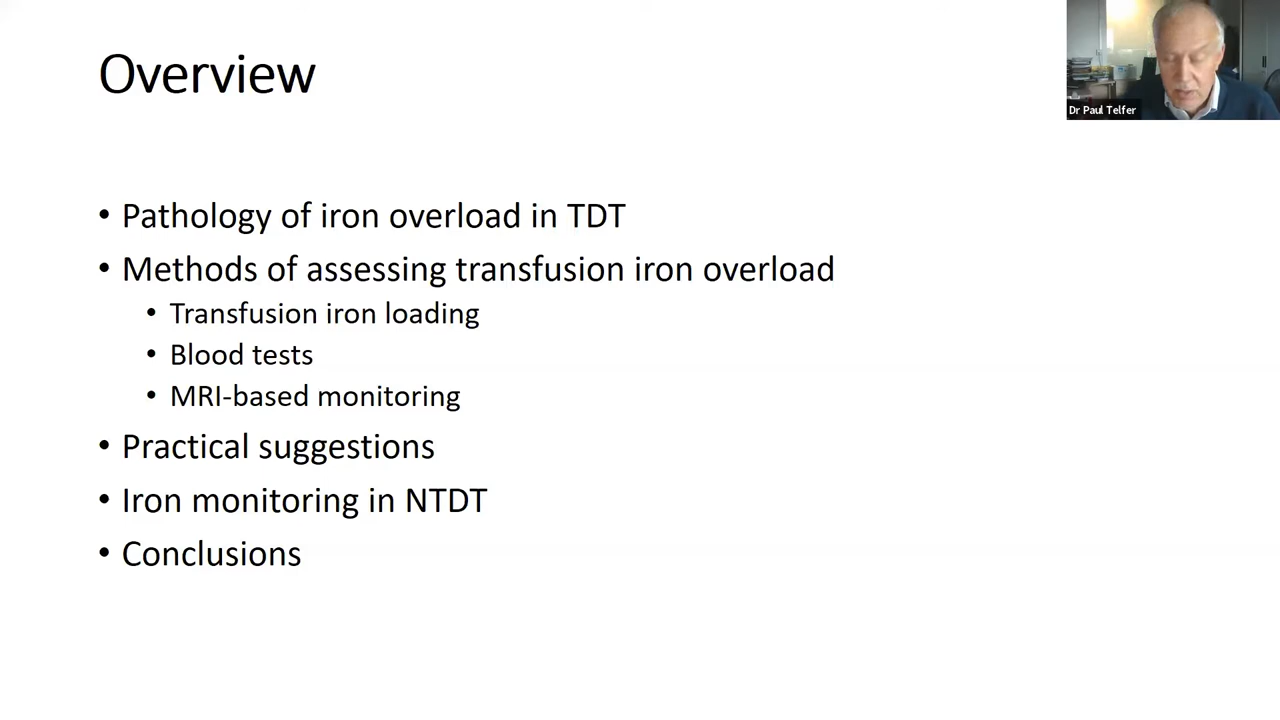 Overview
Dr Paul Telfer
• Pathology of iron overload in TDT
• Methods of assessing transfusion iron overload
• Transfusion iron loading
• Blood tests
• MRI-based monitoring
• Practical suggestions
• Iron monitoring in NTDT
• Conclusions